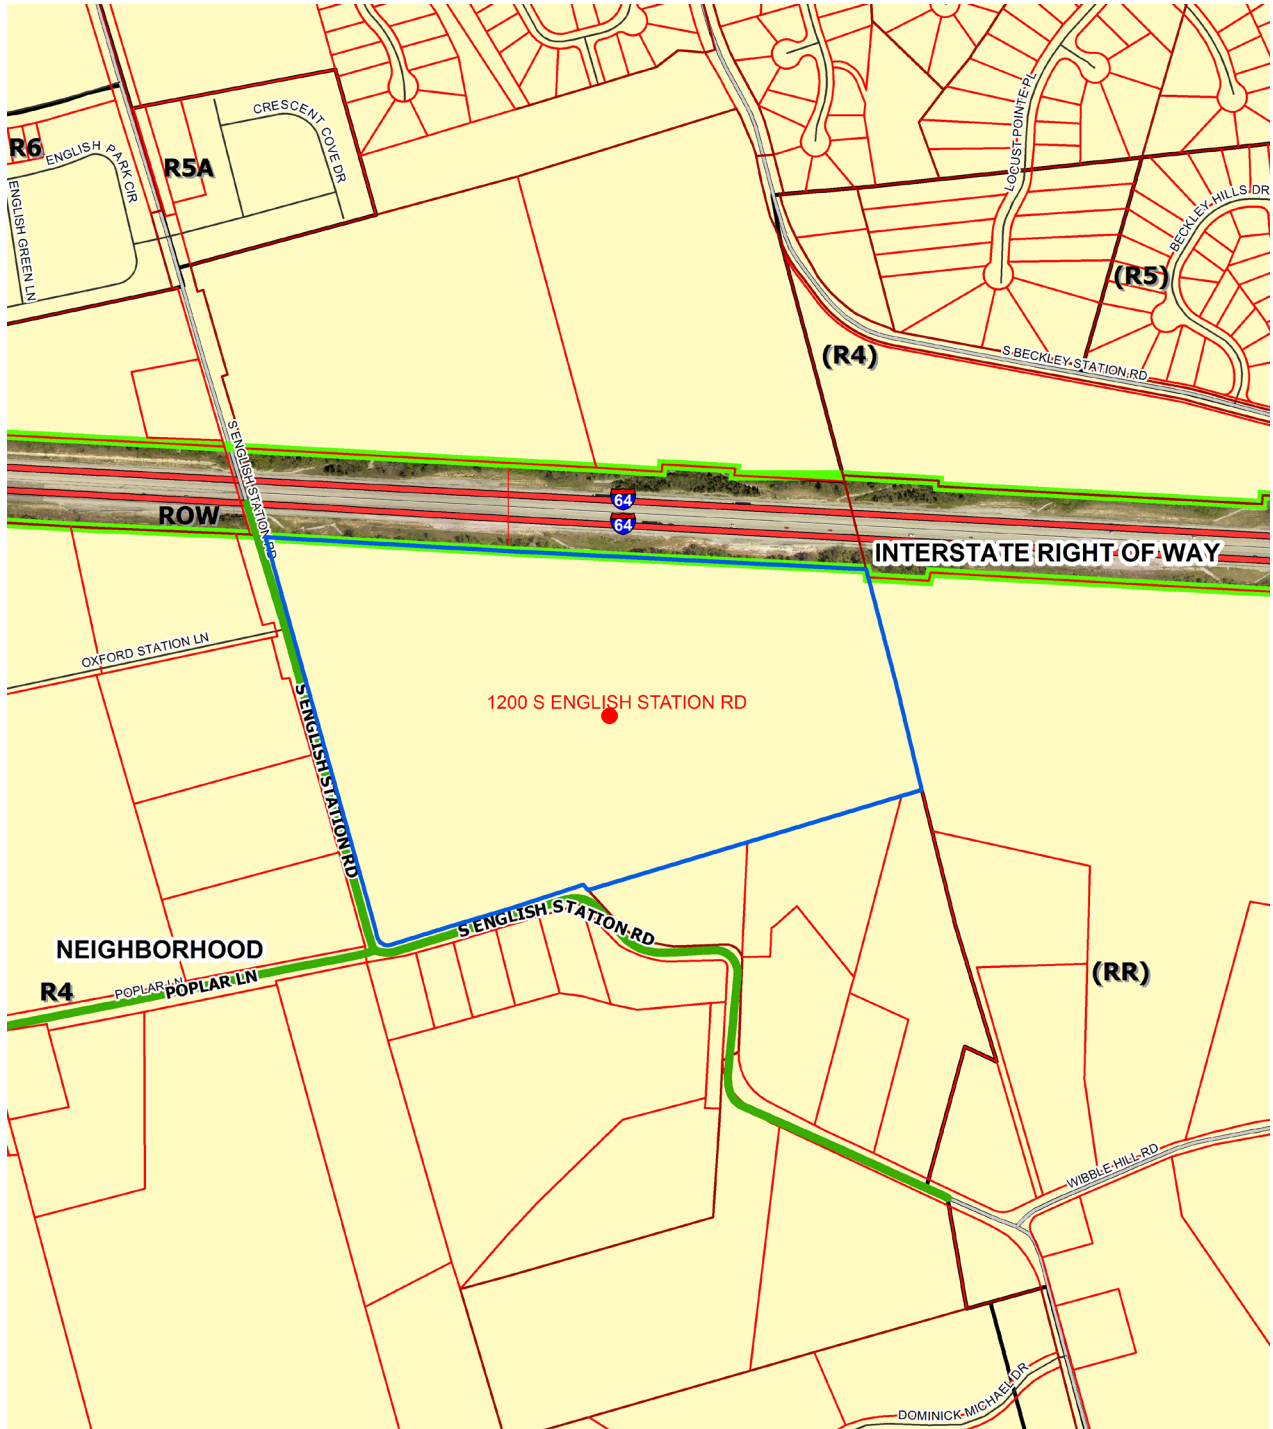 LOCUST POINTE PL
CRESCENT COVE DR
R6
ENGLISH PARK CIR
R5A
ENGLISH GREEN LN
BECKLEY HILLS DR
(R5)
(R4)
S BECKLEY STATION RD
S ENGLISH STATION RD
64
64
ROW
INTERSTATE RIGHT OF WAY
OXFORD STATION LN
1200 S ENGLISH STATION RD
S ENGLISH STATION RD
S ENGLISH STATION RD
NEIGHBORHOOD
(RR)
R4
POPLAR LN
POPLAR LN
WIBBLE HILL RD
DOMINICK MICHAEL DR